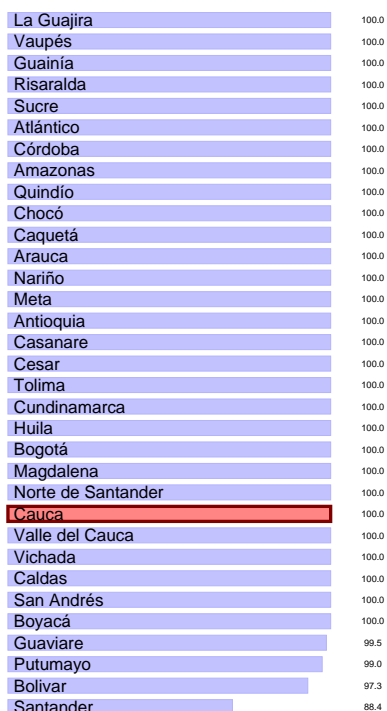 La Guajira 100.0
Vaupés 100.0
Guainía 100.0
Risaralda 100.0
Sucre 100.0
Atlántico 100.0
Córdoba 100.0
Amazonas 100.0
Quindío 100.0
Chocó 100.0
Caquetá 100.0
Arauca 100.0
Nariño 100.0
Meta 100.0
Antioquia 100.0
Casanare 100.0
Cesar 100.0
Tolima 100.0
Cundinamarca 100.0
Huila 100.0
Bogotá 100.0
Magdalena 100.0
Norte de Santander 100.0
Cauca 100.0
Valle del Cauca 100.0
Vichada 100.0
Caldas 100.0
San Andrés 100.0
Boyacá 100.0
Guaviare 99.5
Putumayo 99.0
Bolivar 97.3
Santander 88.4